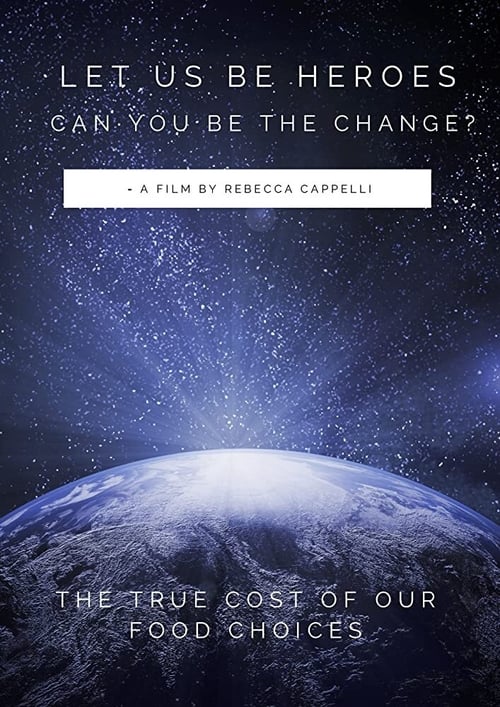 LET US BE HEROES
CAN YOU BE THE CHANGE?
- A FILM BY REBECCA CAPPELLI
THE TRUE COST OF OUR
FOOD CHOICES